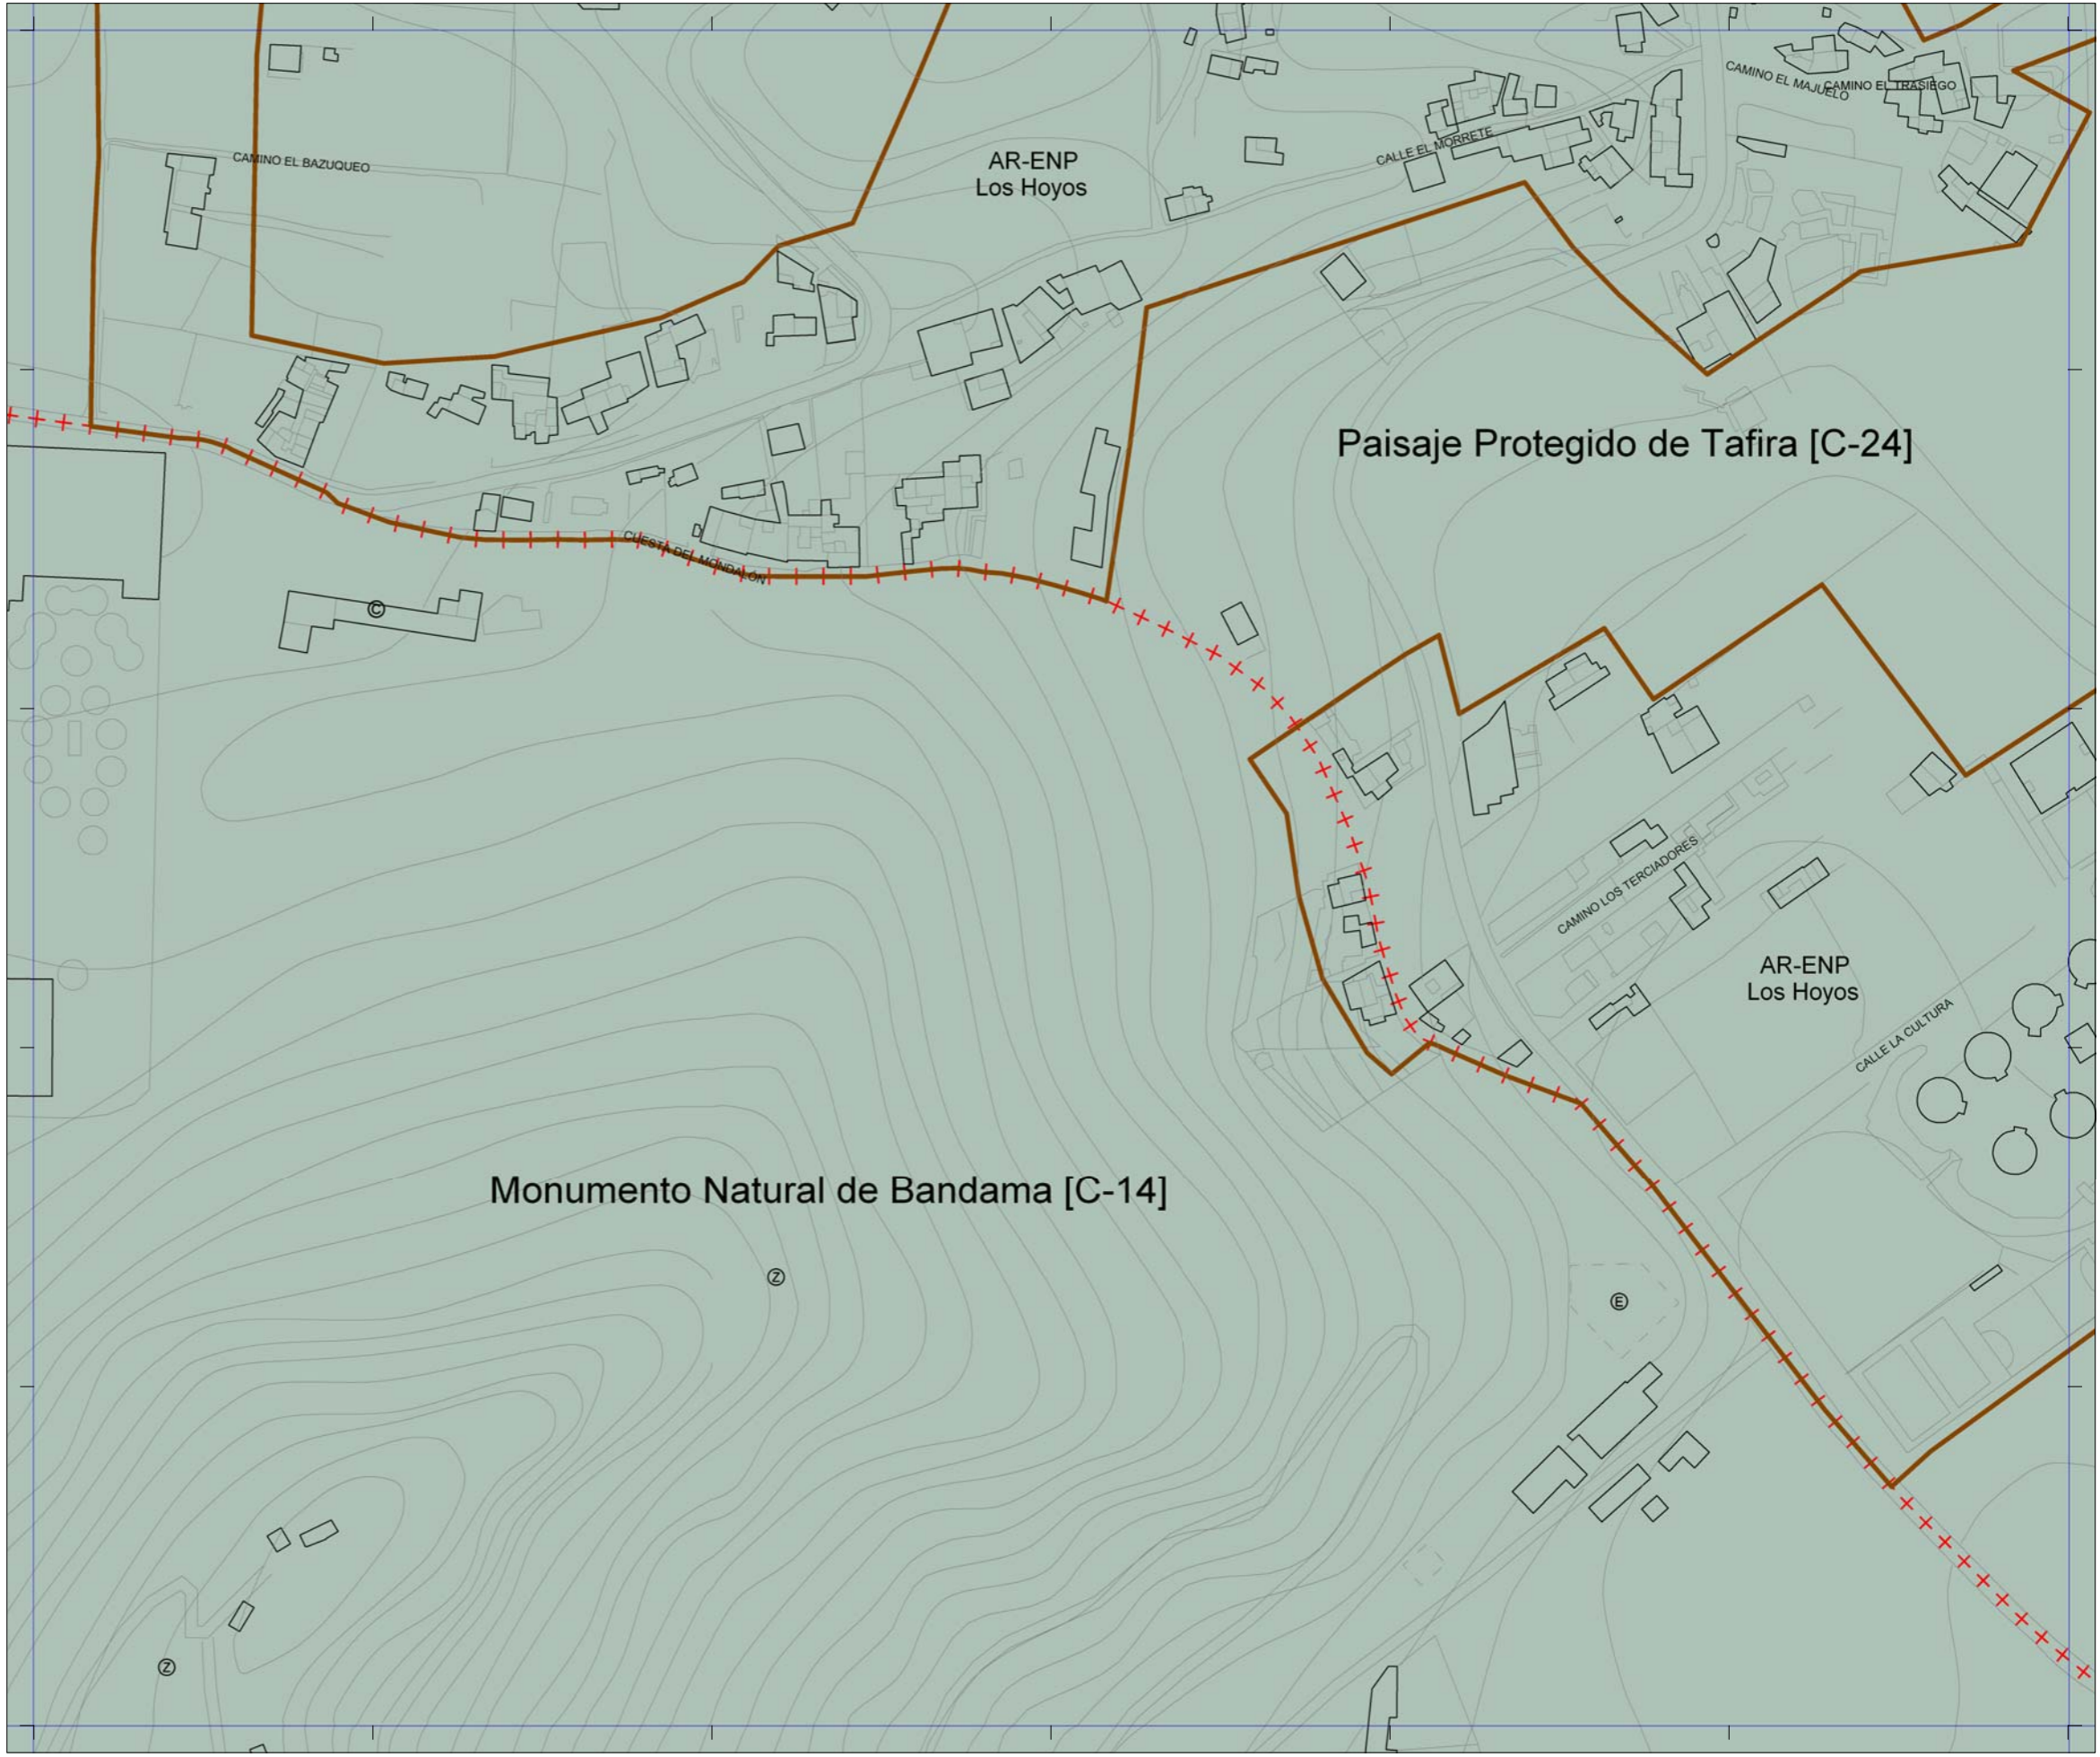 CAMINO EL MAJUELO
CAMINO EL TRASIEGO
CALLE EL MORRETE
CAMINO EL BAZUQUEO
AR-ENP
Los Hoyos
Paisaje Protegido de Tafira [C-24]
CUESTA DEL MONDALÓN
C
CAMINO LOS TERCIADORES
AR-ENP
Los Hoyos
CALLE LA CULTURA
Monumento Natural de Bandama [C-14]
Z
E
Z